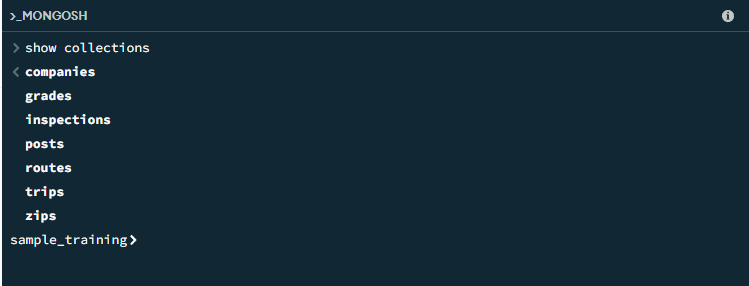 >_MONGOSH
> show collections
< companies
grades
inspections
posts
routes
trips
zips
sample_training>